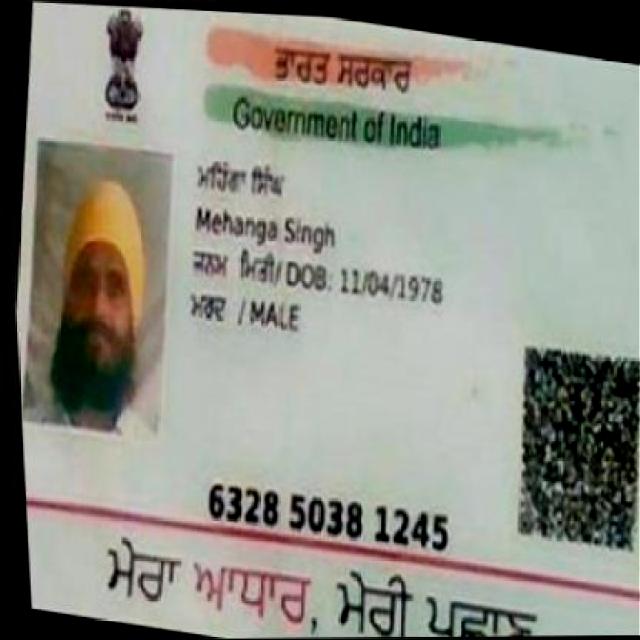 ਭਾਰਤ ਸਰਕਾਰ
Government of India
ਮਹਿੰਗਾ ਸਿੰਘ
Mehanga Singh
ਜਨਮ ਮਿਤੀ/DOB: 11/04/1978
ਮਰਦ / MALE
6328 5038 1245
ਮੇਰਾ ਆਧਾਰ, ਮੇਰੀ